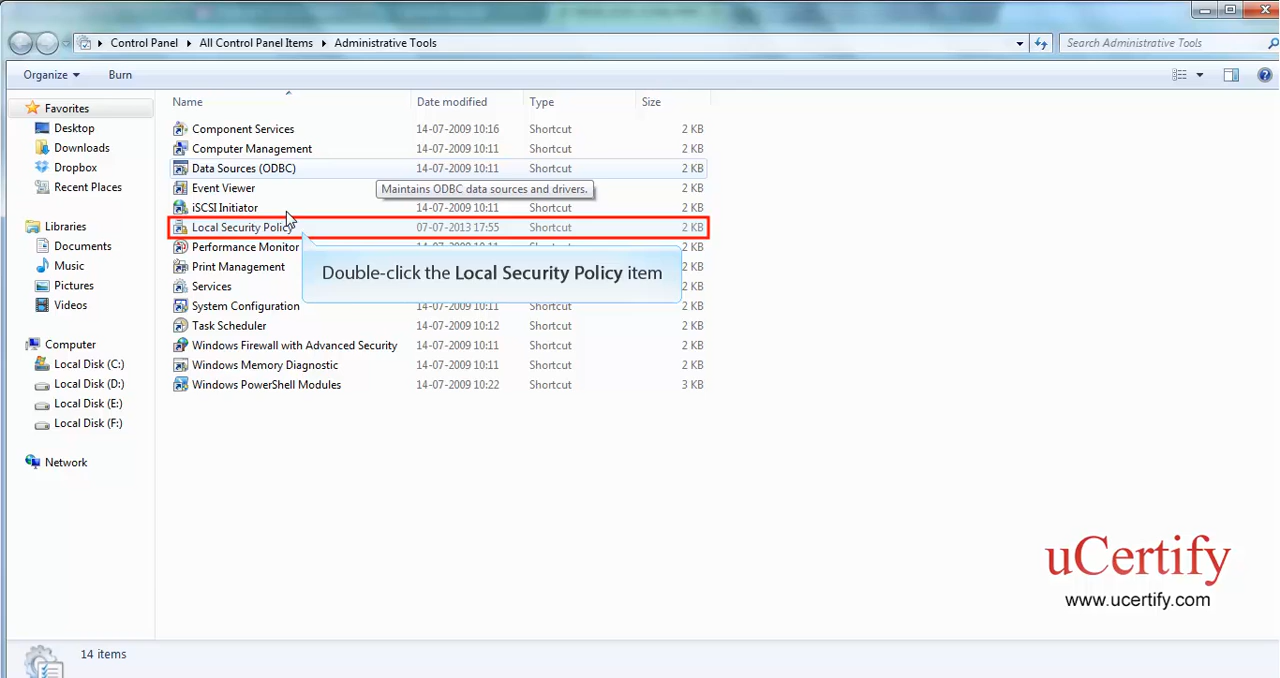 Control Panel ▸ All Control Panel Items ▸ Administrative Tools
Search Administrative Tools
Organize ▾ Burn
Name Date modified Type Size
Favorites
Desktop
Downloads
Dropbox
Recent Places
Libraries
Documents
Music
Pictures
Videos
Computer
Local Disk (C:)
Local Disk (D:)
Local Disk (E:)
Local Disk (F:)
Network
Component Services 14-07-2009 10:16 Shortcut 2 KB
Computer Management 14-07-2009 10:11 Shortcut 2 KB
Data Sources (ODBC) 14-07-2009 10:11 Shortcut 2 KB
Event Viewer 2 KB
Maintains ODBC data sources and drivers.
iSCSI Initiator 14-07-2009 10:11 Shortcut 2 KB
Local Security Policy 07-07-2013 17:55 Shortcut 2 KB
Performance Monitor 14-07-2009 10:11 Shortcut 2 KB
Double-click the Local Security Policy item
Print Management 2 KB
Services 2 KB
System Configuration 14-07-2009 10:11 Shortcut 2 KB
Task Scheduler 14-07-2009 10:12 Shortcut 2 KB
Windows Firewall with Advanced Security 14-07-2009 10:11 Shortcut 2 KB
Windows Memory Diagnostic 14-07-2009 10:11 Shortcut 2 KB
Windows PowerShell Modules 14-07-2009 10:22 Shortcut 3 KB
uCertify
www.ucertify.com
14 items